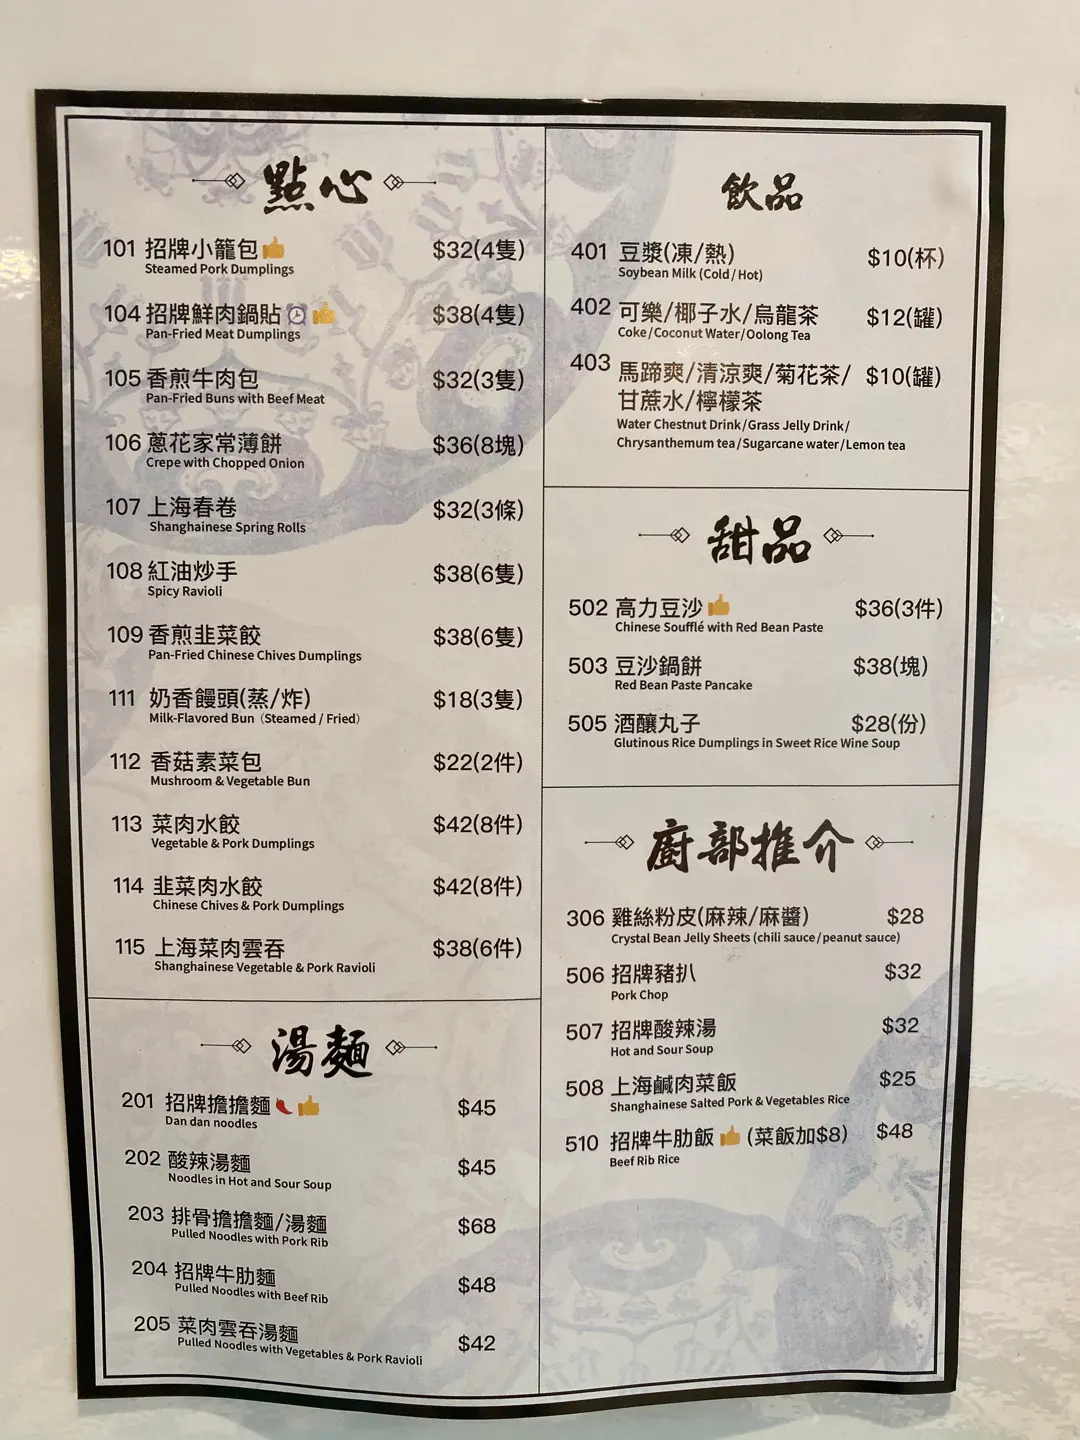 點心
101 招牌小籠包 $32(4隻)
Steamed Pork Dumplings
104 招牌鮮肉鍋貼 $38(4隻)
Pan-Fried Meat Dumplings
105 香煎牛肉包 $32(3隻)
Pan-Fried Buns with Beef Meat
106 蔥花家常薄餅 $36(8塊)
Crepe with Chopped Onion
107 上海春卷 $32(3條)
Shanghainese Spring Rolls
108 紅油炒手 $38(6隻)
Spicy Ravioli
109 香煎韭菜餃 $38(6隻)
Pan-Fried Chinese Chives Dumplings
111 奶香饅頭(蒸/炸) $18(3隻)
Milk-Flavored Bun (Steamed / Fried)
112 香菇素菜包 $22(2件)
Mushroom & Vegetable Bun
113 菜肉水餃 $42(8件)
Vegetable & Pork Dumplings
114 韭菜肉水餃 $42(8件)
Chinese Chives & Pork Dumplings
115 上海菜肉雲吞 $38(6件)
Shanghainese Vegetable & Pork Ravioli
湯麵
201 招牌擔擔麵 $45
Dan dan noodles
202 酸辣湯麵 $45
Noodles in Hot and Sour Soup
203 排骨擔擔麵/湯麵 $68
Pulled Noodles with Pork Rib
204 招牌牛肋麵 $48
Pulled Noodles with Beef Rib
205 菜肉雲吞湯麵 $42
Pulled Noodles with Vegetables & Pork Ravioli
飲品
401 豆漿(凍/熱) $10(杯)
Soybean Milk (Cold/Hot)
402 可樂/椰子水/烏龍茶 $12(罐)
Coke/Coconut Water/Oolong Tea
403 馬蹄爽/清涼爽/菊花茶/ $10(罐)
甘蔗水/檸檬茶
Water Chestnut Drink/Grass Jelly Drink/
Chrysanthemum tea/Sugarcane water/Lemon tea
甜品
502 高力豆沙 $36(3件)
Chinese Soufflé with Red Bean Paste
503 豆沙鍋餅 $38(塊)
Red Bean Paste Pancake
505 酒釀丸子 $28(份)
Glutinous Rice Dumplings in Sweet Rice Wine Soup
廚部推介
306 雞絲粉皮(麻辣/麻醬) $28
Crystal Bean Jelly Sheets (chili sauce/peanut sauce)
506 招牌豬扒 $32
Pork Chop
507 招牌酸辣湯 $32
Hot and Sour Soup
508 上海鹹肉菜飯 $25
Shanghainese Salted Pork & Vegetables Rice
510 招牌牛肋飯 (菜飯加$8) $48
Beef Rib Rice